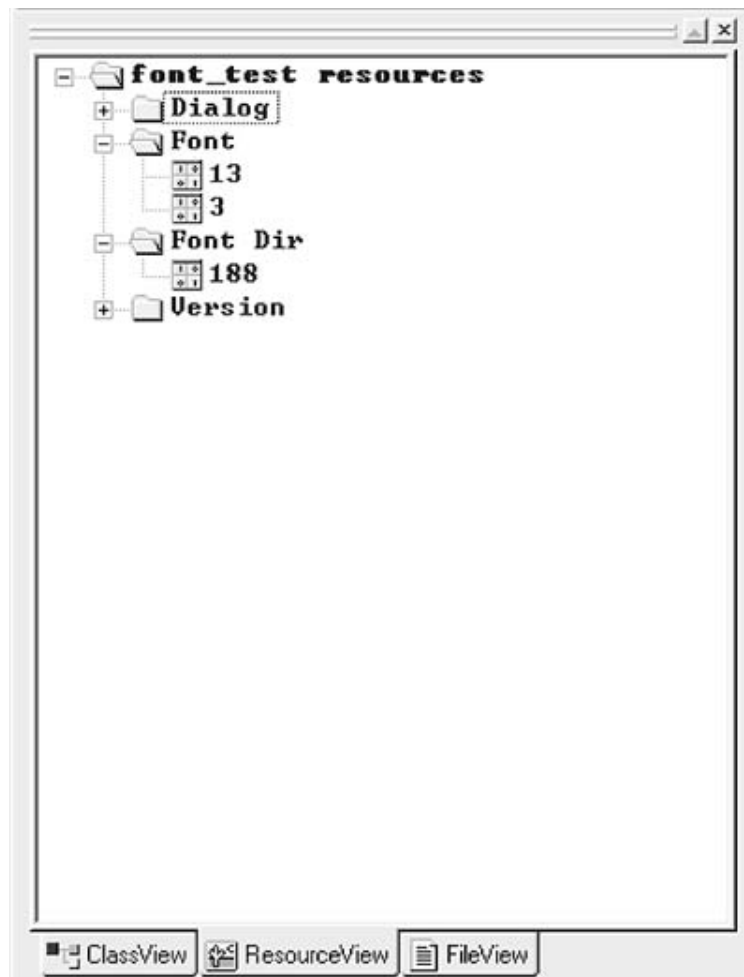 font_test resources
Dialog
Font
13
3
Font Dir
188
Version
ClassView ResourceView FileView